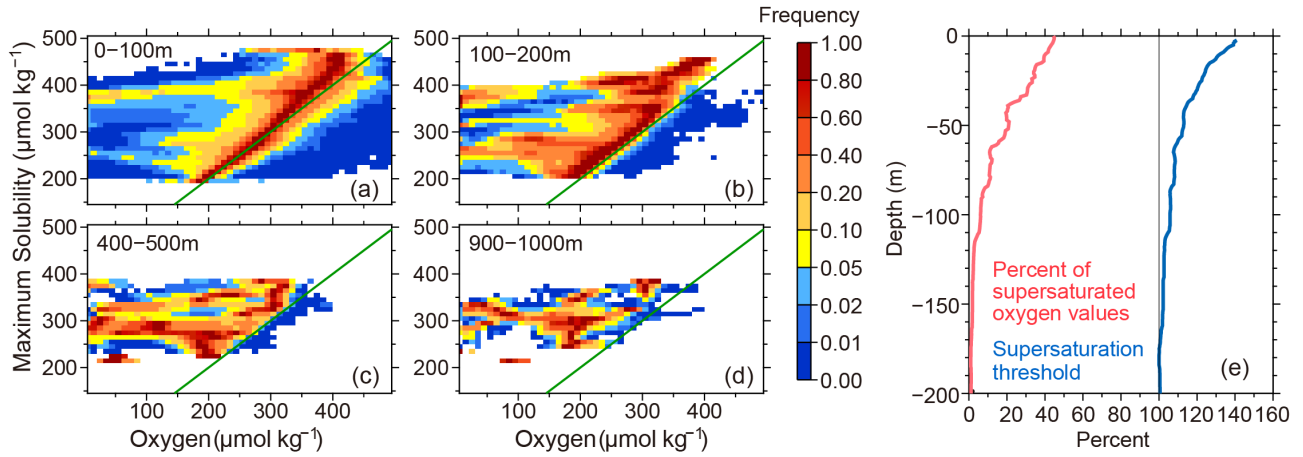 Frequency
Maximum Solubility (µmol kg⁻¹)
500
400
300
200
0−100m
(a)
500
400
300
200
100−200m
(b)
500
400
300
200
400−500m
(c)
100 200 300 400
Oxygen(µmol kg⁻¹)
500
400
300
200
900−1000m
(d)
100 200 300 400
Oxygen(µmol kg⁻¹)
1.00
0.80
0.60
0.40
0.20
0.10
0.05
0.02
0.01
0.00
Depth (m)
0
−50
−100
−150
−200
Percent of
supersaturated
oxygen values
Supersaturation
threshold
(e)
0 20 40 60 80 100 120 140 160
Percent